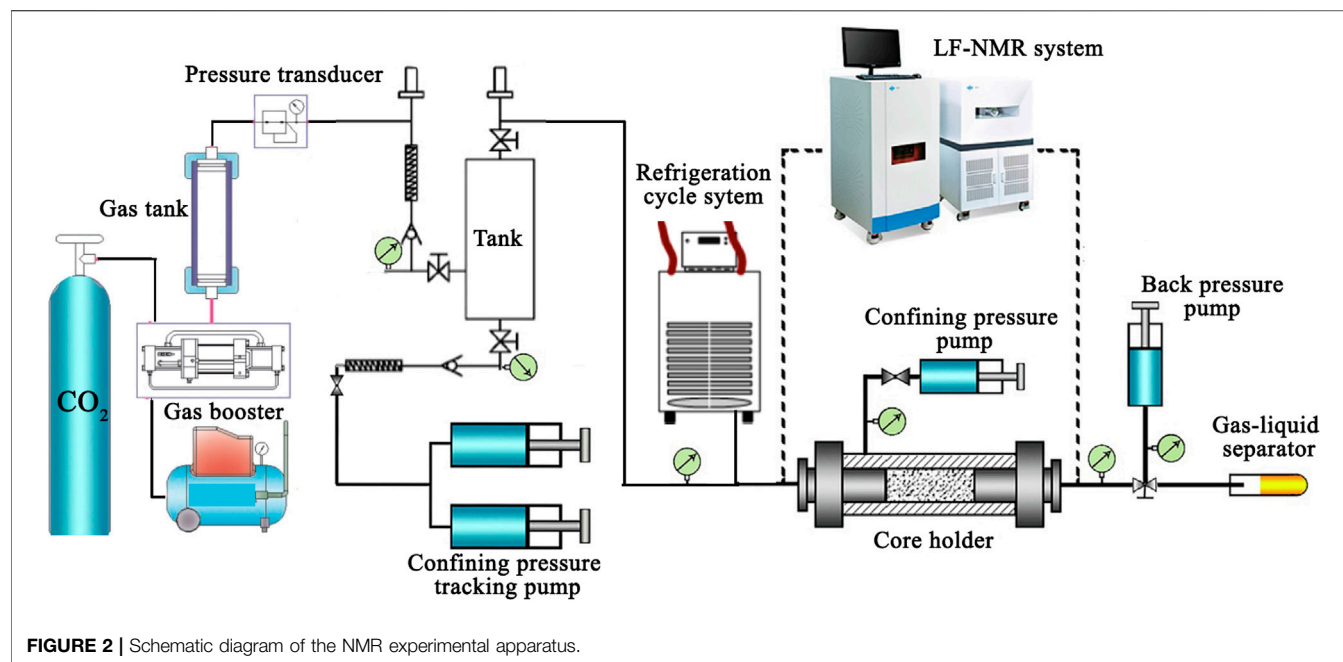 LF-NMR system
Pressure transducer
Refrigeration
cycle sytem
Gas tank
Tank
Back pressure
pump
Confining pressure
pump
CO₂
Gas booster
Gas-liquid
separator
Core holder
Confining pressure
tracking pump
FIGURE 2 | Schematic diagram of the NMR experimental apparatus.